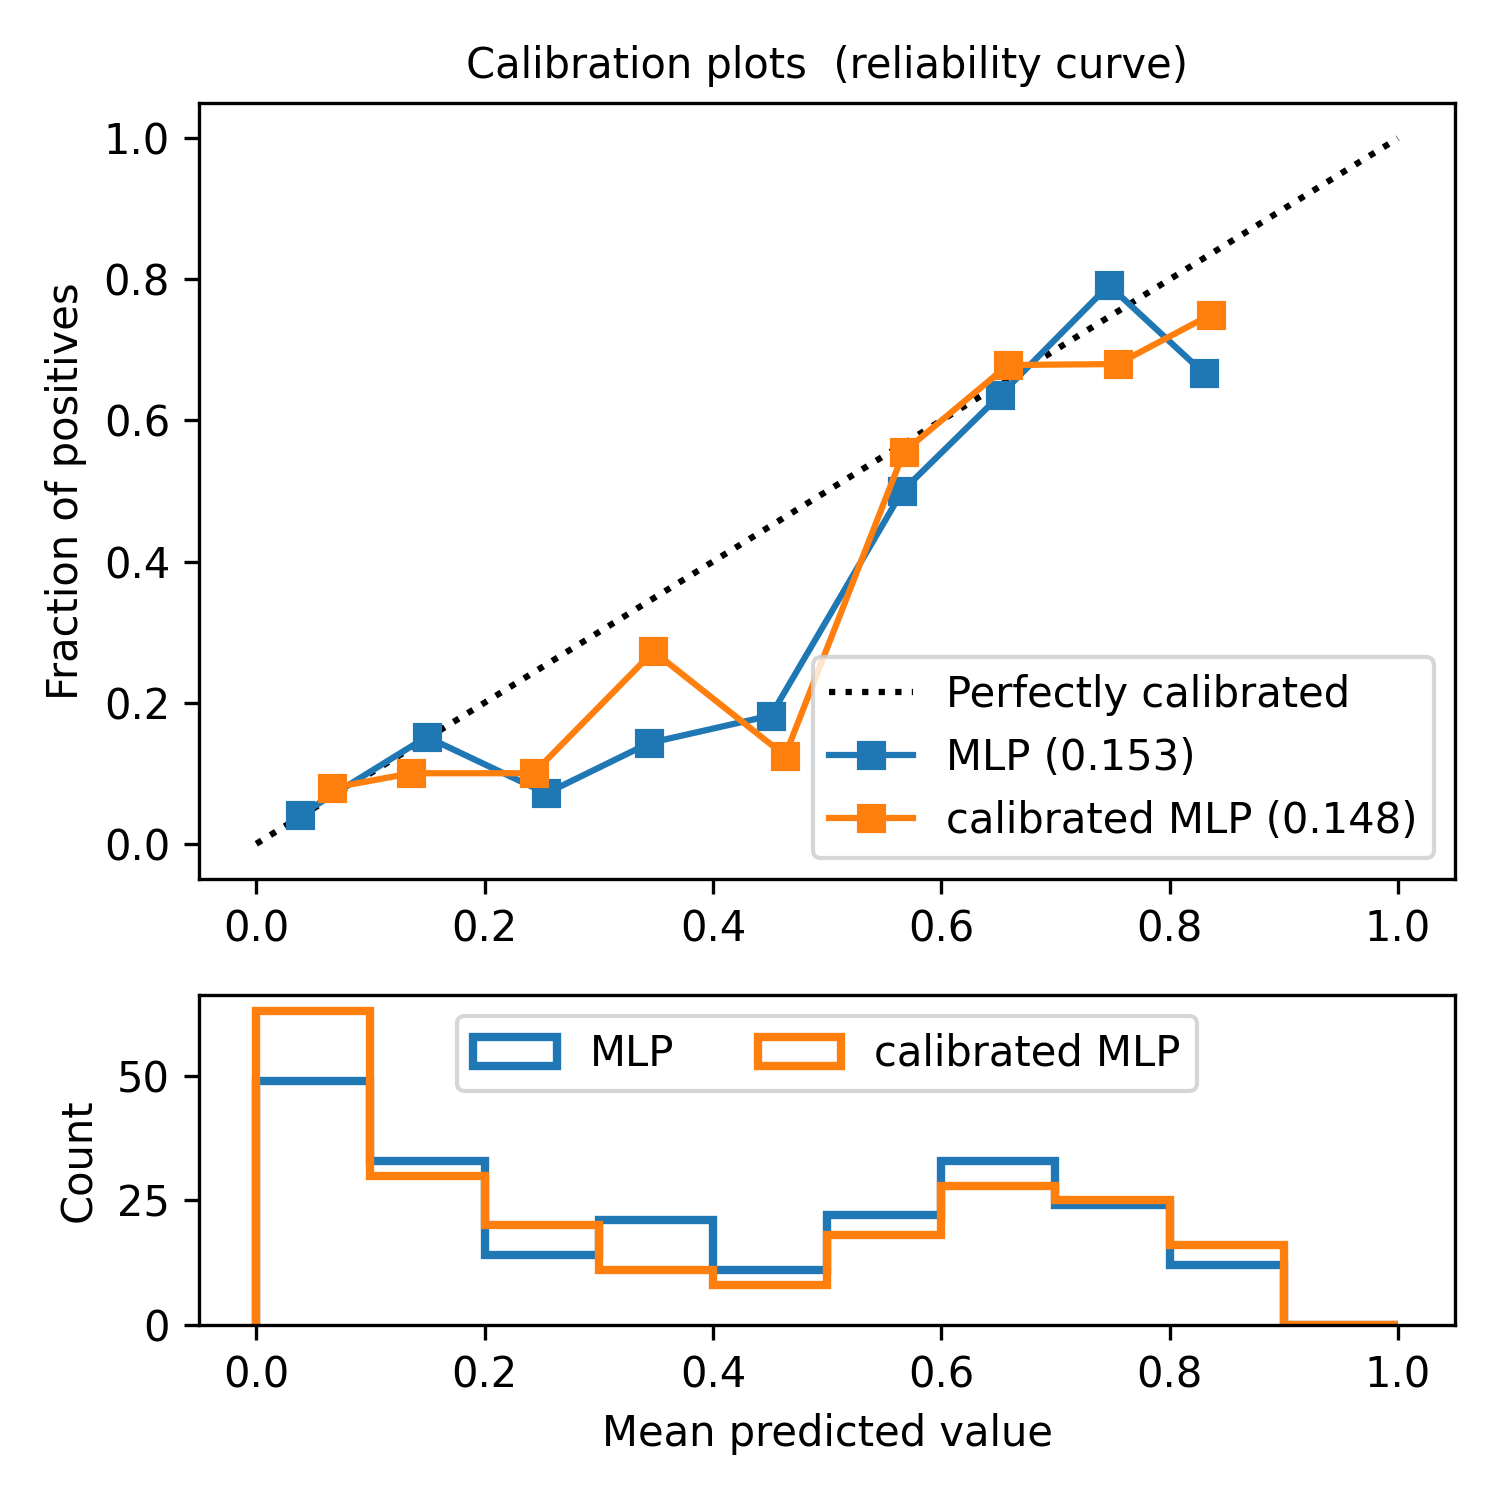 Calibration plots  (reliability curve)
1.0
0.8
0.6
0.4
0.2
0.0
Fraction of positives
Perfectly calibrated
MLP (0.153)
calibrated MLP (0.148)
0.0 0.2 0.4 0.6 0.8 1.0
MLP calibrated MLP
50
25
0
Count
0.0 0.2 0.4 0.6 0.8 1.0
Mean predicted value